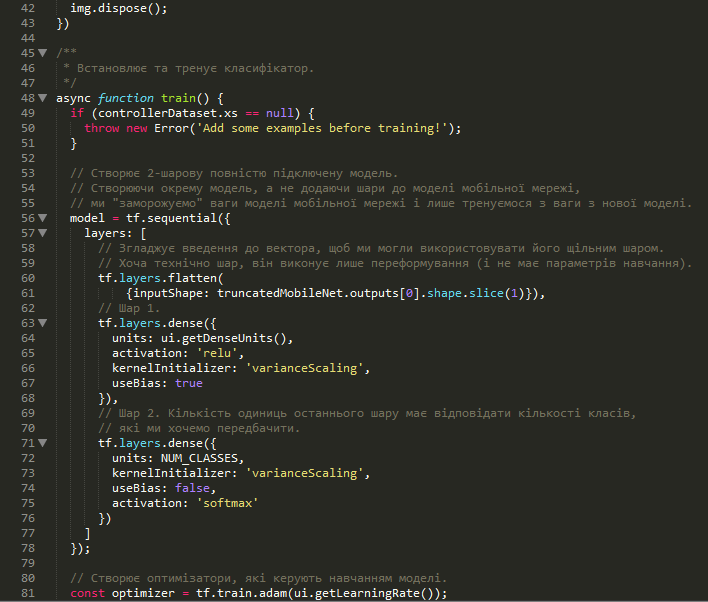 42 img.dispose();
43 })
44
45 /**
46 * Встановлює та тренує класифікатор.
47 */
48 async function train() {
49 if (controllerDataset.xs == null) {
50 throw new Error('Add some examples before training!');
51 }
52
53 // Створює 2-шарову повністю підключену модель.
54 // Створюючи окрему модель, а не додаючи шари до моделі мобільної мережі,
55 // ми "заморожуємо" ваги моделі мобільної мережі і лише тренуємося з ваги з нової моделі.
56 model = tf.sequential({
57 layers: [
58 // Згладжує введення до вектора, щоб ми могли використовувати його щільним шаром.
59 // Хоча технічно шар, він виконує лише переформування (і не має параметрів навчання).
60 tf.layers.flatten(
61 {inputShape: truncatedMobileNet.outputs[0].shape.slice(1)}),
62 // Шар 1.
63 tf.layers.dense({
64 units: ui.getDenseUnits(),
65 activation: 'relu',
66 kernelInitializer: 'varianceScaling',
67 useBias: true
68 }),
69 // Шар 2. Кількість одиниць останнього шару має відповідати кількості класів,
70 // які ми хочемо передбачити.
71 tf.layers.dense({
72 units: NUM_CLASSES,
73 kernelInitializer: 'varianceScaling',
74 useBias: false,
75 activation: 'softmax'
76 })
77 ]
78 });
79
80 // Створює оптимізатори, які керують навчанням моделі.
81 const optimizer = tf.train.adam(ui.getLearningRate());